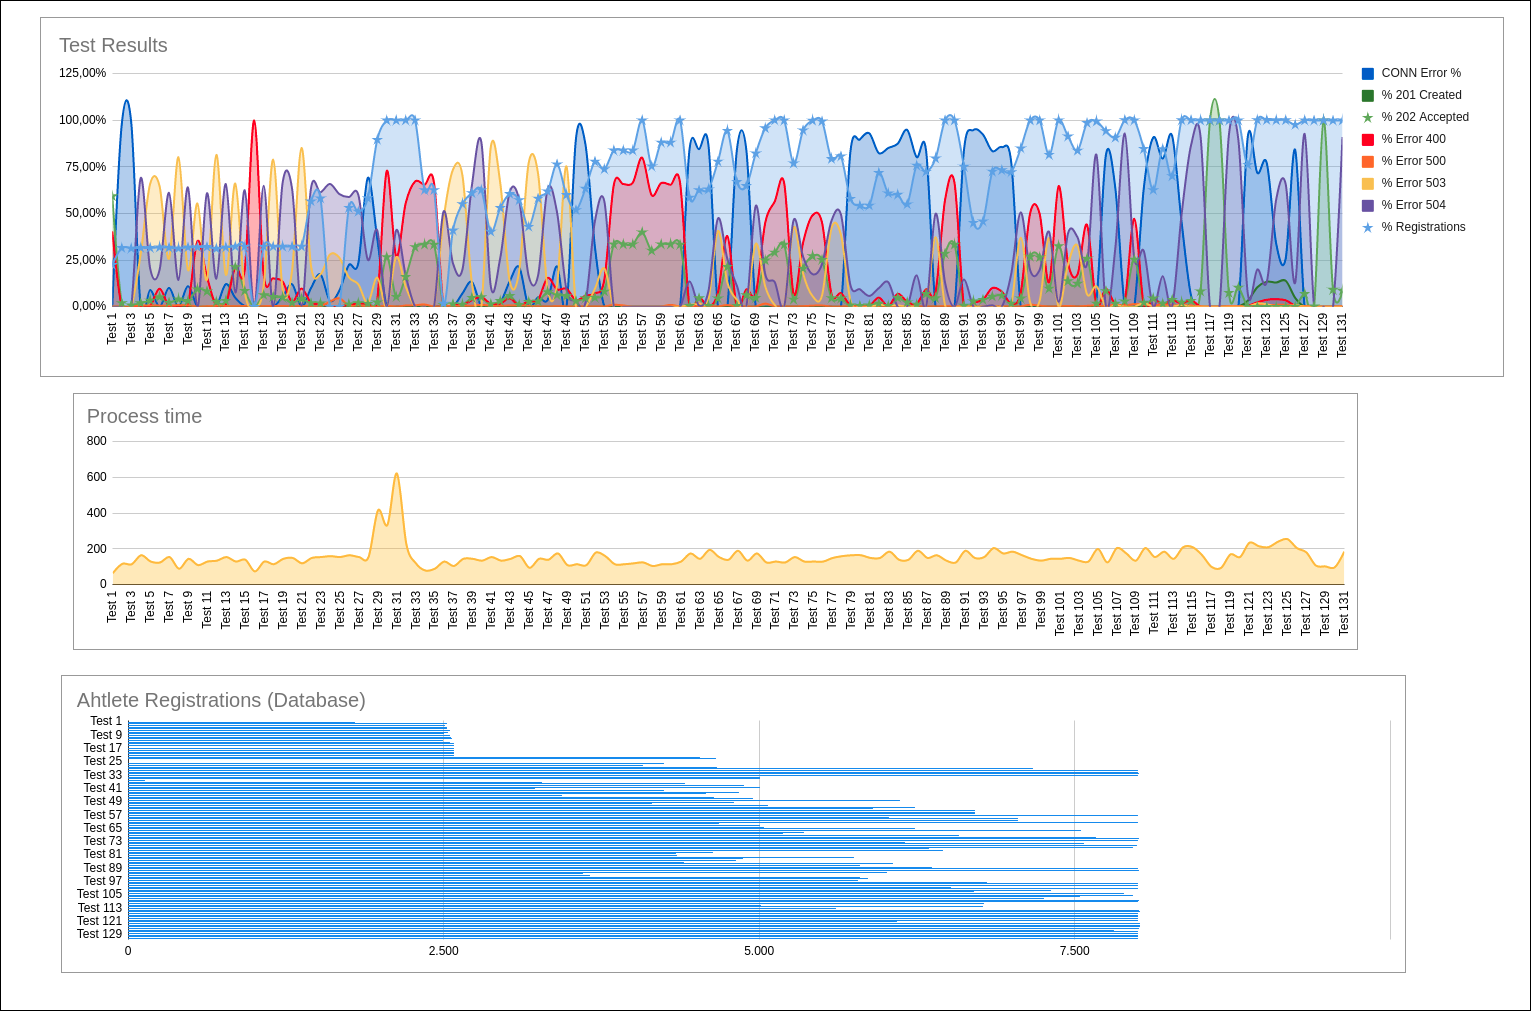 Test Results
125,00%
100,00%
75,00%
50,00%
25,00%
0,00%
Test 1 Test 3 Test 5 Test 7 Test 9 Test 11 Test 13 Test 15 Test 17 Test 19 Test 21 Test 23 Test 25 Test 27 Test 29 Test 31 Test 33 Test 35 Test 37 Test 39 Test 41 Test 43 Test 45 Test 47 Test 49 Test 51 Test 53 Test 55 Test 57 Test 59 Test 61 Test 63 Test 65 Test 67 Test 69 Test 71 Test 73 Test 75 Test 77 Test 79 Test 81 Test 83 Test 85 Test 87 Test 89 Test 91 Test 93 Test 95 Test 97 Test 99 Test 101 Test 103 Test 105 Test 107 Test 109 Test 111 Test 113 Test 115 Test 117 Test 119 Test 121 Test 123 Test 125 Test 127 Test 129 Test 131
CONN Error %
% 201 Created
% 202 Accepted
% Error 400
% Error 500
% Error 503
% Error 504
% Registrations
Process time
800
600
400
200
0
Test 1 Test 3 Test 5 Test 7 Test 9 Test 11 Test 13 Test 15 Test 17 Test 19 Test 21 Test 23 Test 25 Test 27 Test 29 Test 31 Test 33 Test 35 Test 37 Test 39 Test 41 Test 43 Test 45 Test 47 Test 49 Test 51 Test 53 Test 55 Test 57 Test 59 Test 61 Test 63 Test 65 Test 67 Test 69 Test 71 Test 73 Test 75 Test 77 Test 79 Test 81 Test 83 Test 85 Test 87 Test 89 Test 91 Test 93 Test 95 Test 97 Test 99 Test 101 Test 103 Test 105 Test 107 Test 109 Test 111 Test 113 Test 115 Test 117 Test 119 Test 121 Test 123 Test 125 Test 127 Test 129 Test 131
Ahtlete Registrations (Database)
Test 1
Test 9
Test 17
Test 25
Test 33
Test 41
Test 49
Test 57
Test 65
Test 73
Test 81
Test 89
Test 97
Test 105
Test 113
Test 121
Test 129
0 2.500 5.000 7.500